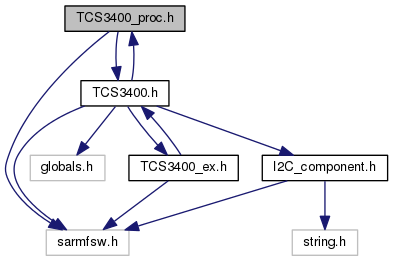 TCS3400_proc.h
TCS3400.h
globals.h
TCS3400_ex.h
I2C_component.h
sarmfsw.h
string.h